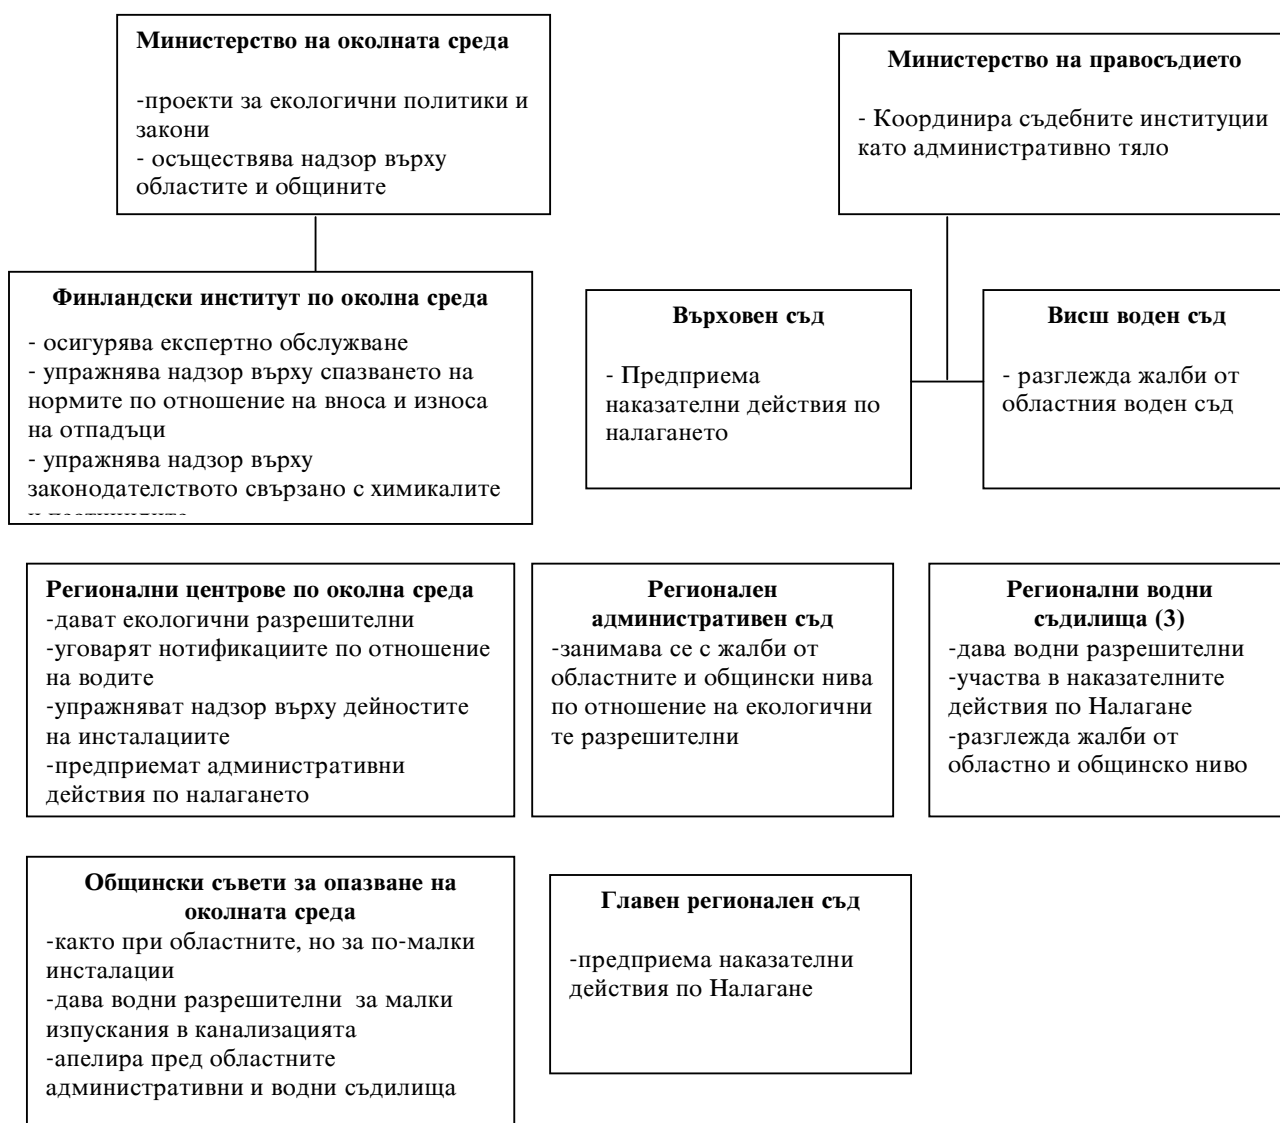 Министерство на околната среда
-проекти за екологични политики и
закони
- осъществява надзор върху
областите и общините
Министерство на правосъдието
- Координира съдебните институции
като административно тяло
Финландски институт по околна среда
- осигурява експертно обслужване
- упражнява надзор върху спазването на
нормите по отношение на вноса и износа
на отпадъци
- упражнява надзор върху
законодателството свързано с химикалите
Върховен съд
- Предприема
наказателни действия по
налагането
Висш воден съд
- разглежда жалби от
областния воден съд
Регионални центрове по околна среда
-дават екологични разрешителни
-уговарят нотификациите по отношение
на водите
-упражняват надзор върху дейностите
на инсталациите
-предприемат административни
действия по налагането
Регионален
административен съд
-занимава се с жалби от
областните и общински нива
по отношение на екологични
те разрешителни
Регионални водни
съдилища (3)
-дава водни разрешителни
-участва в наказателните
действия по Налагане
-разглежда жалби от
областно и общинско ниво
Общински съвети за опазване на
околната среда
-както при областните, но за по-малки
инсталации
-дава водни разрешителни  за малки
изпускания в канализацията
-апелира пред областните
административни и водни съдилища
Главен регионален съд
-предприема наказателни
действия по Налагане